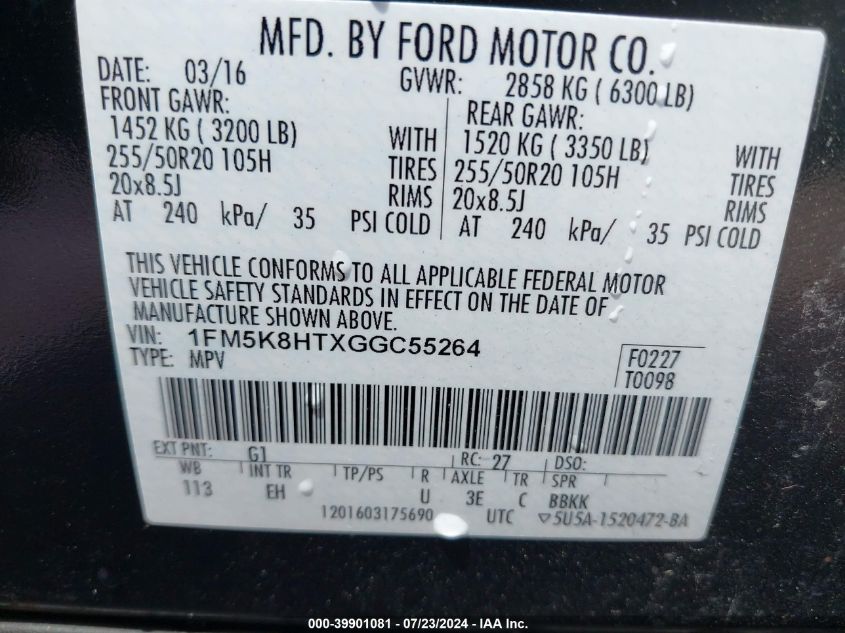 MFD. BY FORD MOTOR CO.
DATE: 03/16 GVWR: 2858 KG ( 6300 LB)
FRONT GAWR: REAR GAWR:
1452 KG ( 3200 LB) WITH 1520 KG ( 3350 LB) WITH
255/50R20 105H TIRES 255/50R20 105H TIRES
20x8.5J RIMS 20x8.5J RIMS
AT 240 kPa/ 35 PSI COLD AT 240 kPa/ 35 PSI COLD
THIS VEHICLE CONFORMS TO ALL APPLICABLE FEDERAL MOTOR
VEHICLE SAFETY STANDARDS IN EFFECT ON THE DATE OF
MANUFACTURE SHOWN ABOVE.
VIN: 1FM5K8HTXGGC55264
TYPE: MPV
F0227
T0098
EXT PNT: G1 RC: 27 DSO:
WB INT TR TP/PS R AXLE TR SPR
113 EH U 3E C BBKK
1201603175690 UTC ▽5U5A-1520472-BA
000-39901081 / 07/23/2024 - IAA Inc.